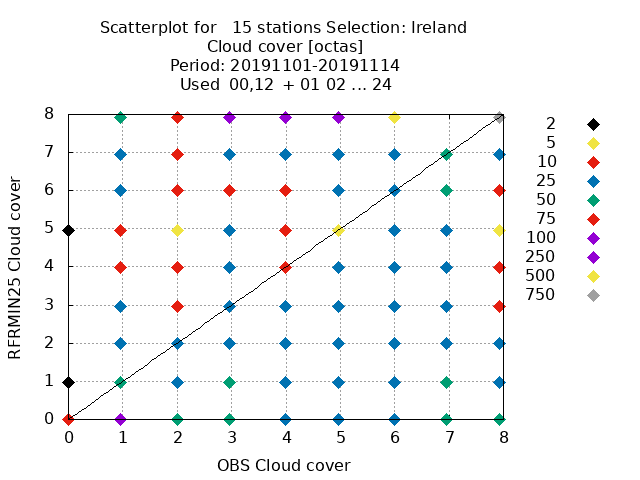 Scatterplot for   15 stations Selection: Ireland
Cloud cover [octas]
Period: 20191101-20191114
Used  00,12  + 01 02 ... 24
8
7
6
5
4
3
2
1
0
RFRMIN25 Cloud cover
0 1 2 3 4 5 6 7 8
OBS Cloud cover
2
5
10
25
50
75
100
250
500
750